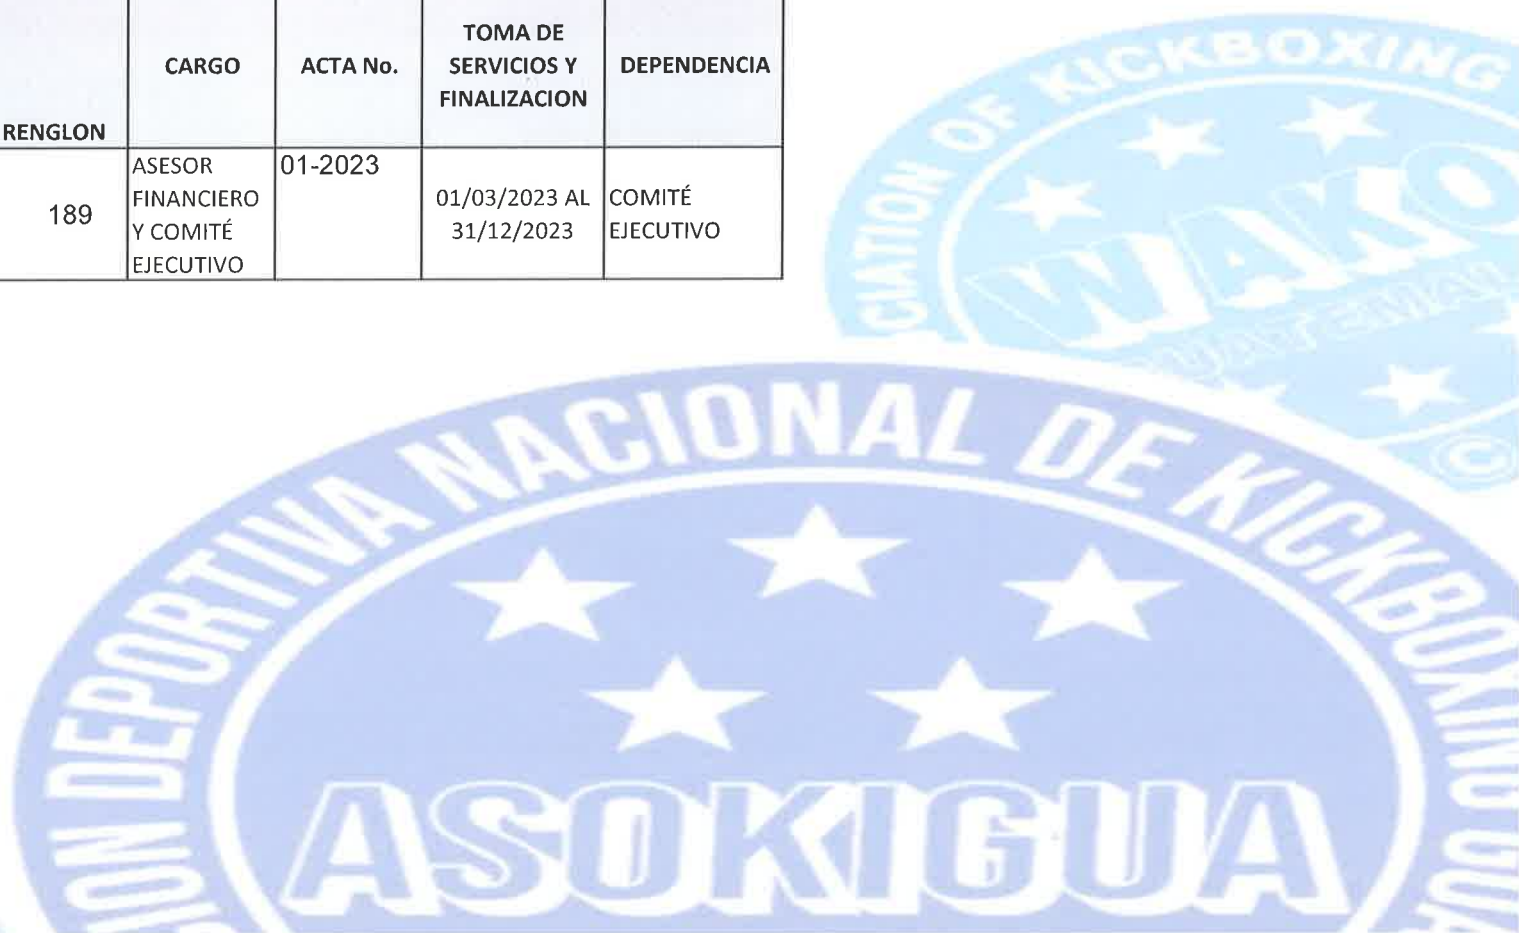 TOMA DE
CARGO ACTA No. SERVICIOS Y DEPENDENCIA
FINALIZACION
RENGLON
ASESOR 01-2023
189 FINANCIERO 01/03/2023 AL COMITÉ
Y COMITÉ 31/12/2023 EJECUTIVO
EJECUTIVO
OF KICKBOXING
WAKO
©
DEPORTIVA NACIONAL DE KICKBOXING
ASOKIGUA